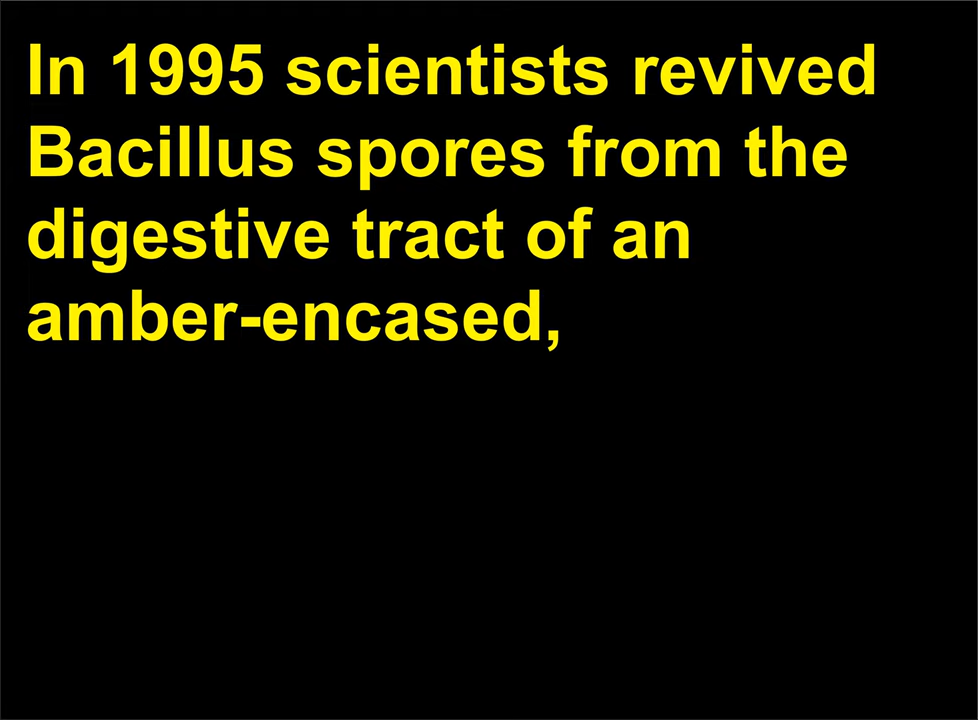 In 1995 scientists revived
Bacillus spores from the
digestive tract of an
amber-encased,